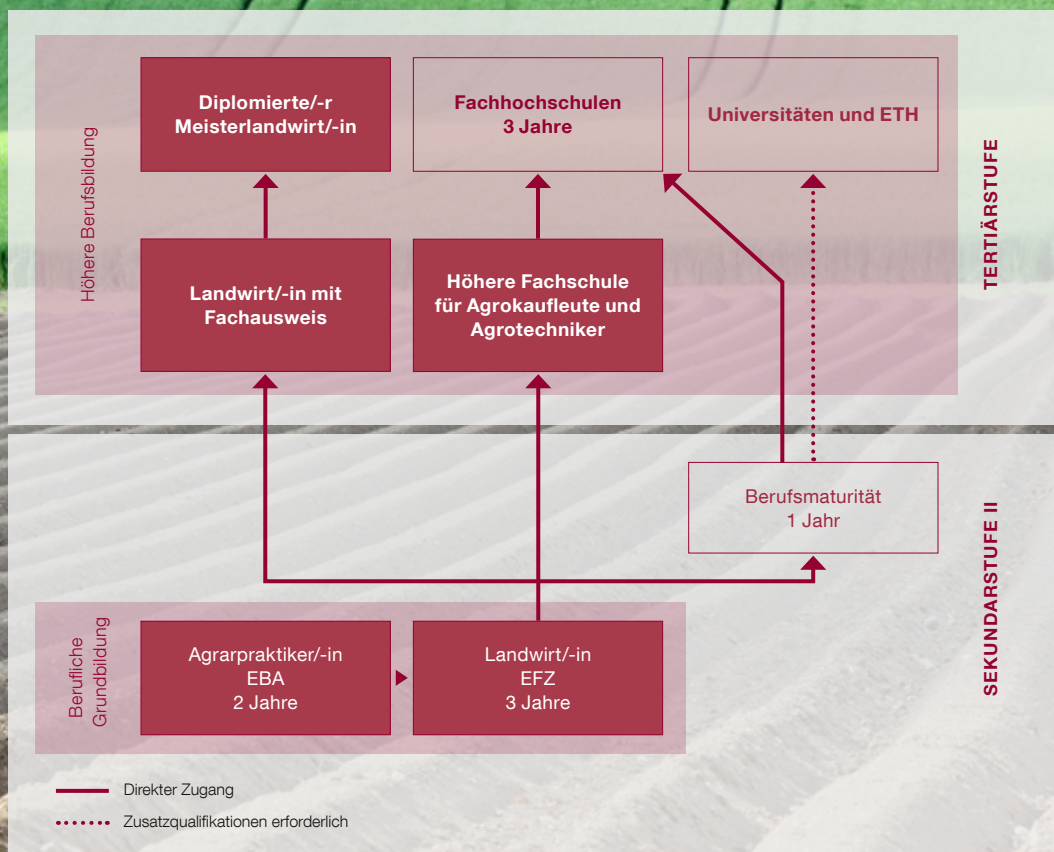 Diplomierte/-r
Meisterlandwirt/-in
Fachhochschulen
3 Jahre
Universitäten und ETH
Höhere Berufsbildung
TERTIÄRSTUFE
Landwirt/-in mit
Fachausweis
Höhere Fachschule
für Agrokaufleute und
Agrotechniker
Berufsmaturität
1 Jahr
SEKUNDARSTUFE II
Berufliche
Grundbildung
Agrarpraktiker/-in
EBA
2 Jahre
Landwirt/-in
EFZ
3 Jahre
Direkter Zugang
Zusatzqualifikationen erforderlich